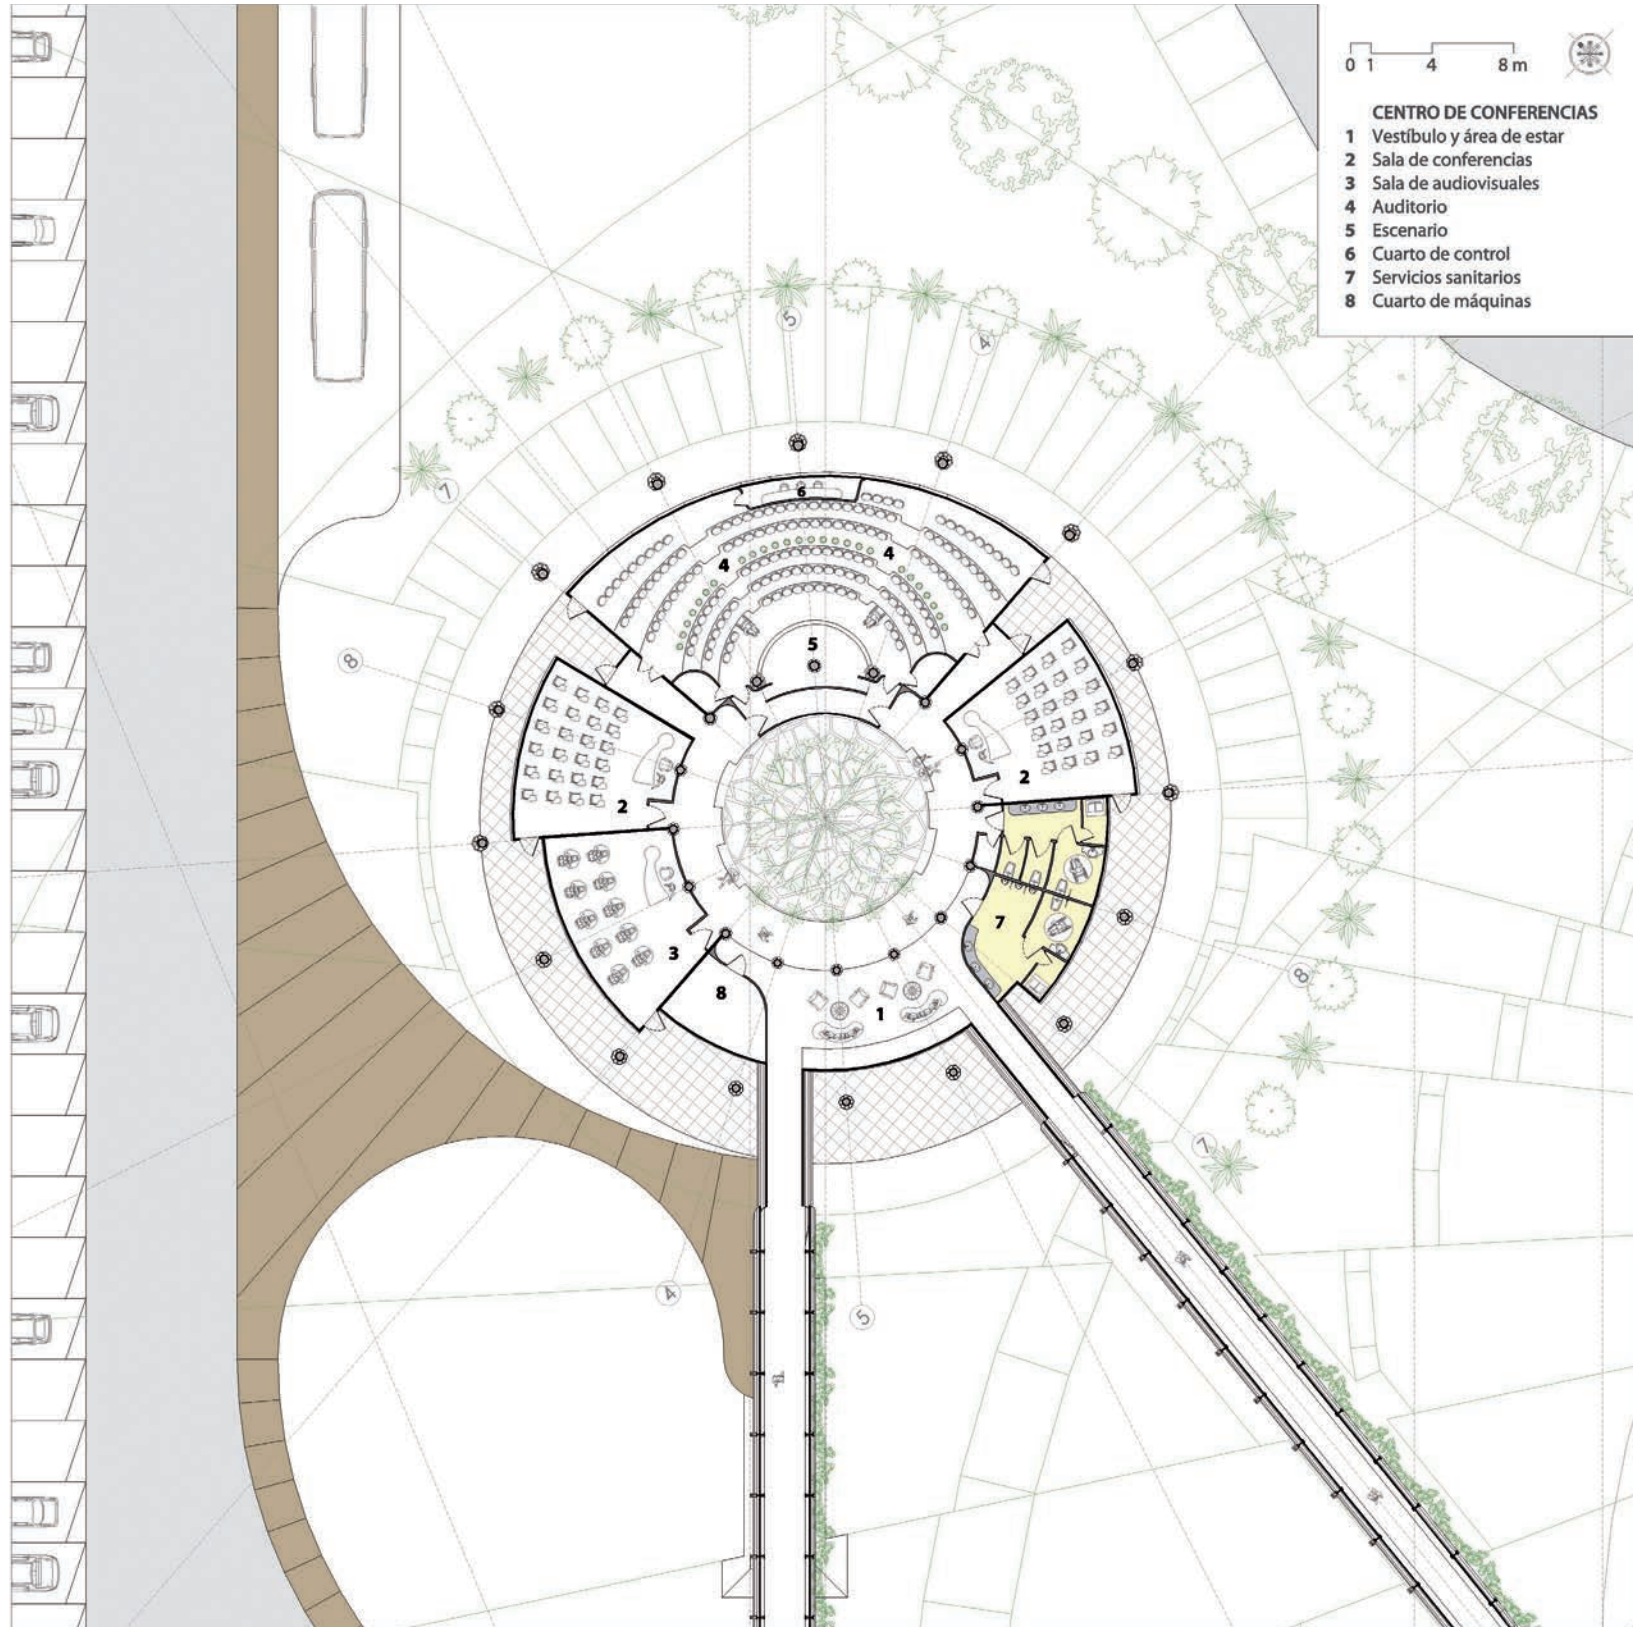 0 1 4 8 m
CENTRO DE CONFERENCIAS
1 Vestíbulo y área de estar
2 Sala de conferencias
3 Sala de audiovisuales
4 Auditorio
5 Escenario
6 Cuarto de control
7 Servicios sanitarios
8 Cuarto de máquinas
5
4
7
6
4
4
5
8
2
2
7
3
8
1
8
7
4
5